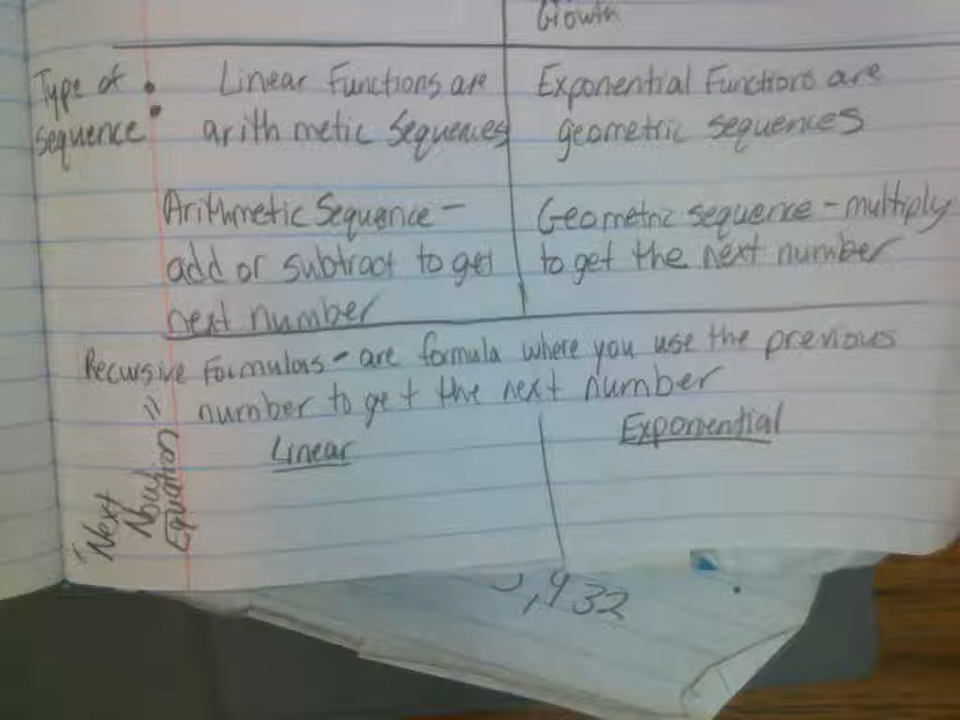 Growth
Type of
sequence:
Linear Functions are
arithmetic Sequences
Arithmetic Sequence -
add or subtract to get
next number
Exponential Functions are
geometric sequences
Geometric sequence - multiply
to get the next number
Recursive Formulas - are formula where you use the previous
number to get the next number
"Next
Now
Equation"
Linear
Exponential
,932